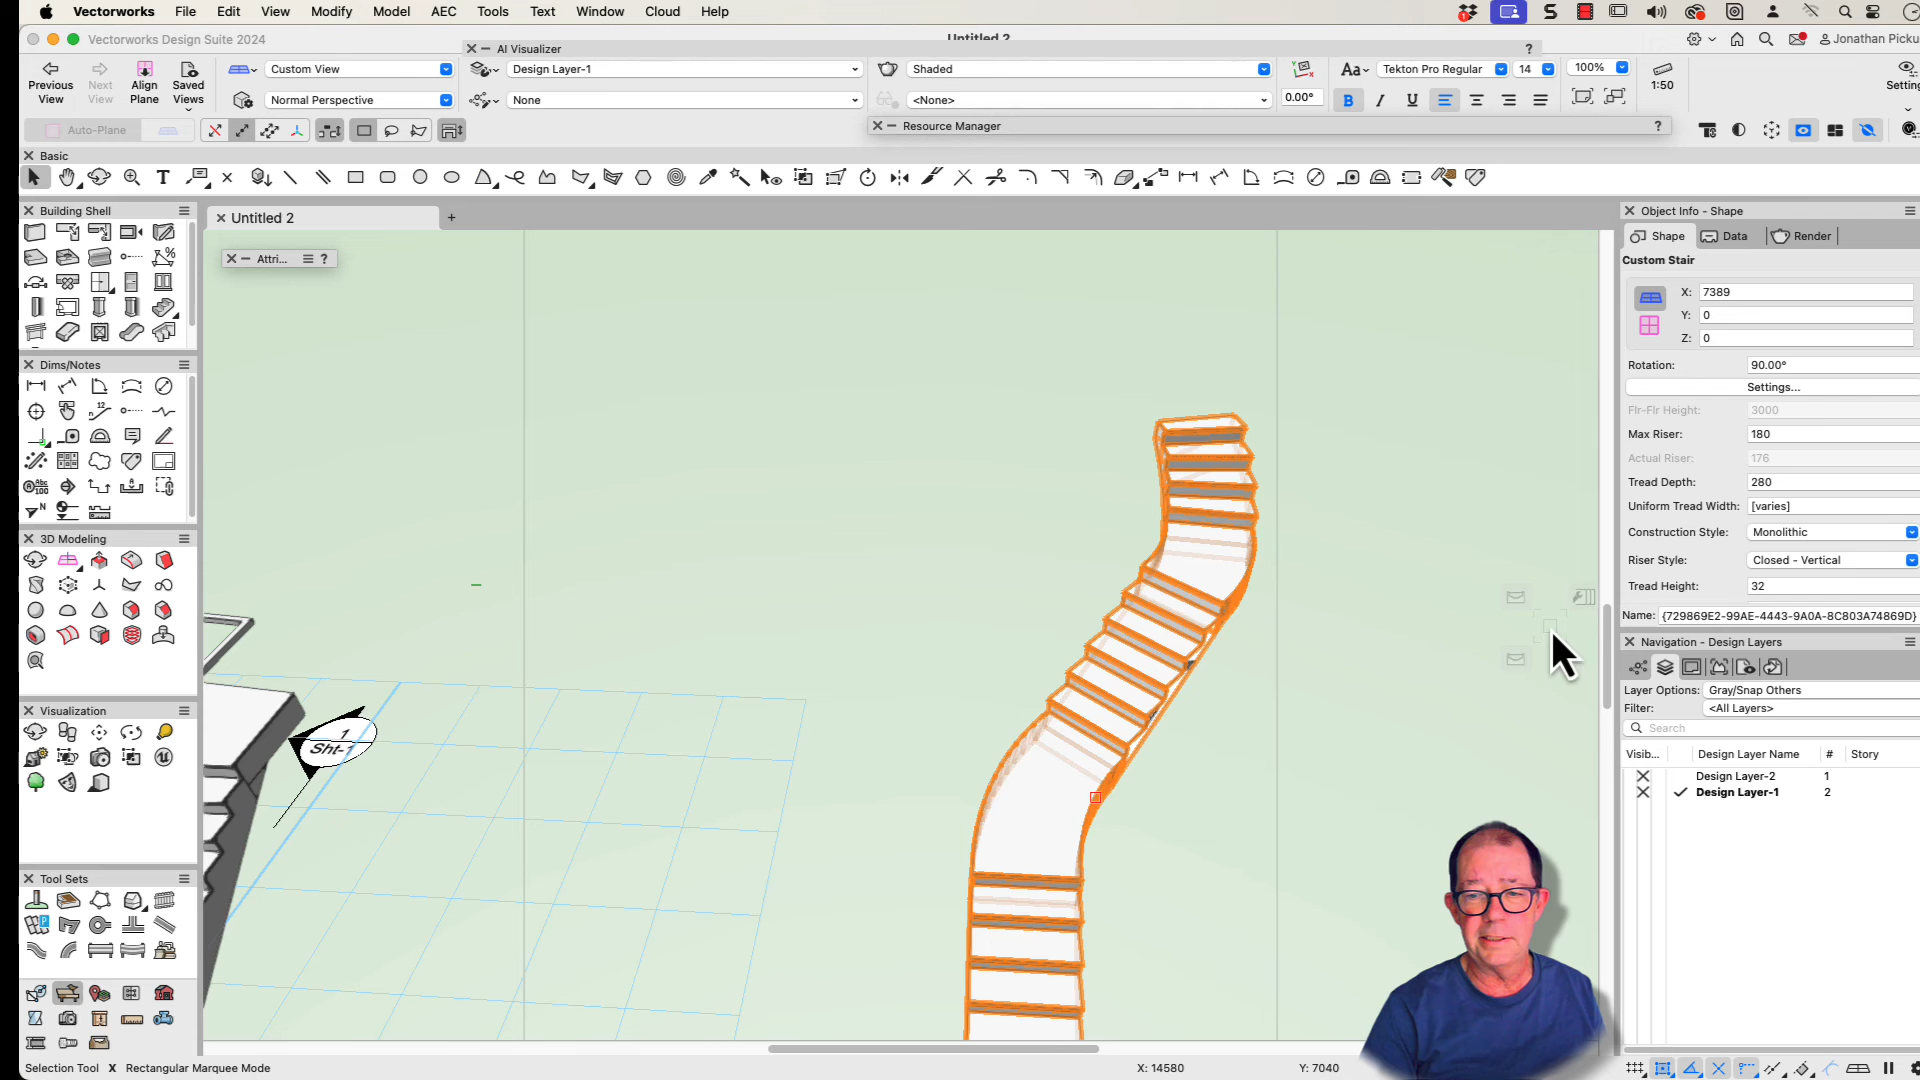 Vectorworks File Edit View Modify Model AEC Tools Text Window Cloud Help
Vectorworks Design Suite 2024
Untitled 2
Jonathan Picku
AI Visualizer ?
Previous View
Next View
Align Plane
Saved Views
Custom View
Design Layer-1
Shaded
Aa Tekton Pro Regular 14 100%
1:50
Setting
Normal Perspective
None
<None>
0.00°
B I U
Auto-Plane
Resource Manager ?
Basic
Building Shell
Untitled 2
Object Info - Shape
Shape Data Render
Attri... ?
Custom Stair
X: 7389
Y: 0
Z: 0
Rotation: 90.00°
Settings...
Flr-Flr Height: 3000
Max Riser: 180
Actual Riser: 176
Tread Depth: 280
Uniform Tread Width: [varies]
Construction Style: Monolithic
Riser Style: Closed - Vertical
Tread Height: 32
Name: {729869E2-99AE-4443-9A0A-8C803A74869D}
Dims/Notes
3D Modeling
Visualization
Tool Sets
1
Sht-1
Navigation - Design Layers
Layer Options: Gray/Snap Others
Filter: <All Layers>
Search
Visib... Design Layer Name # Story
Design Layer-2 1
Design Layer-1 2
Selection Tool X Rectangular Marquee Mode
X: 14580 Y: 7040